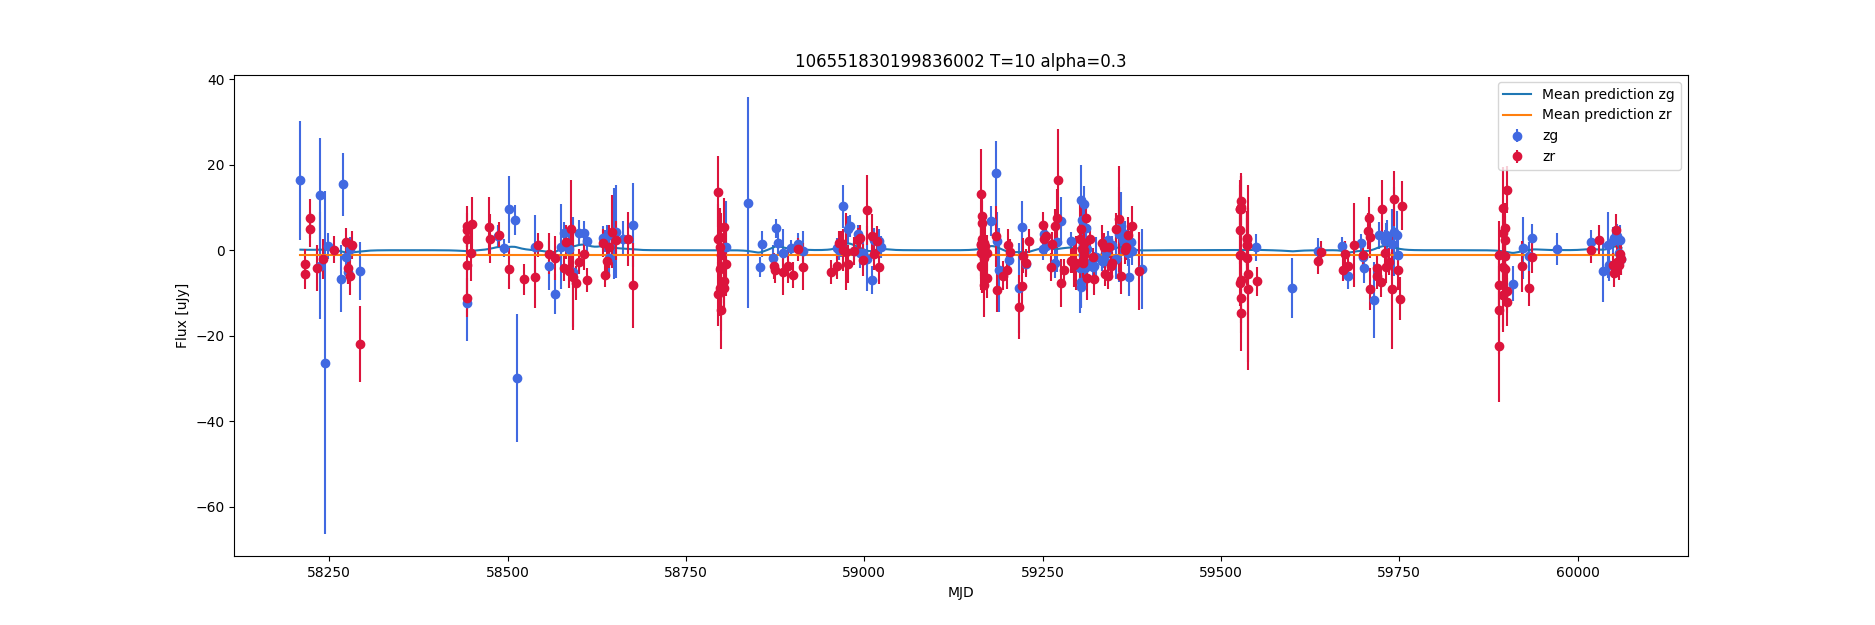 106551830199836002 T=10 alpha=0.3
Mean prediction zg
Mean prediction zr
zg
zr
40
20
0
−20
−40
−60
Flux [uJy]
58250 58500 58750 59000 59250 59500 59750 60000
MJD